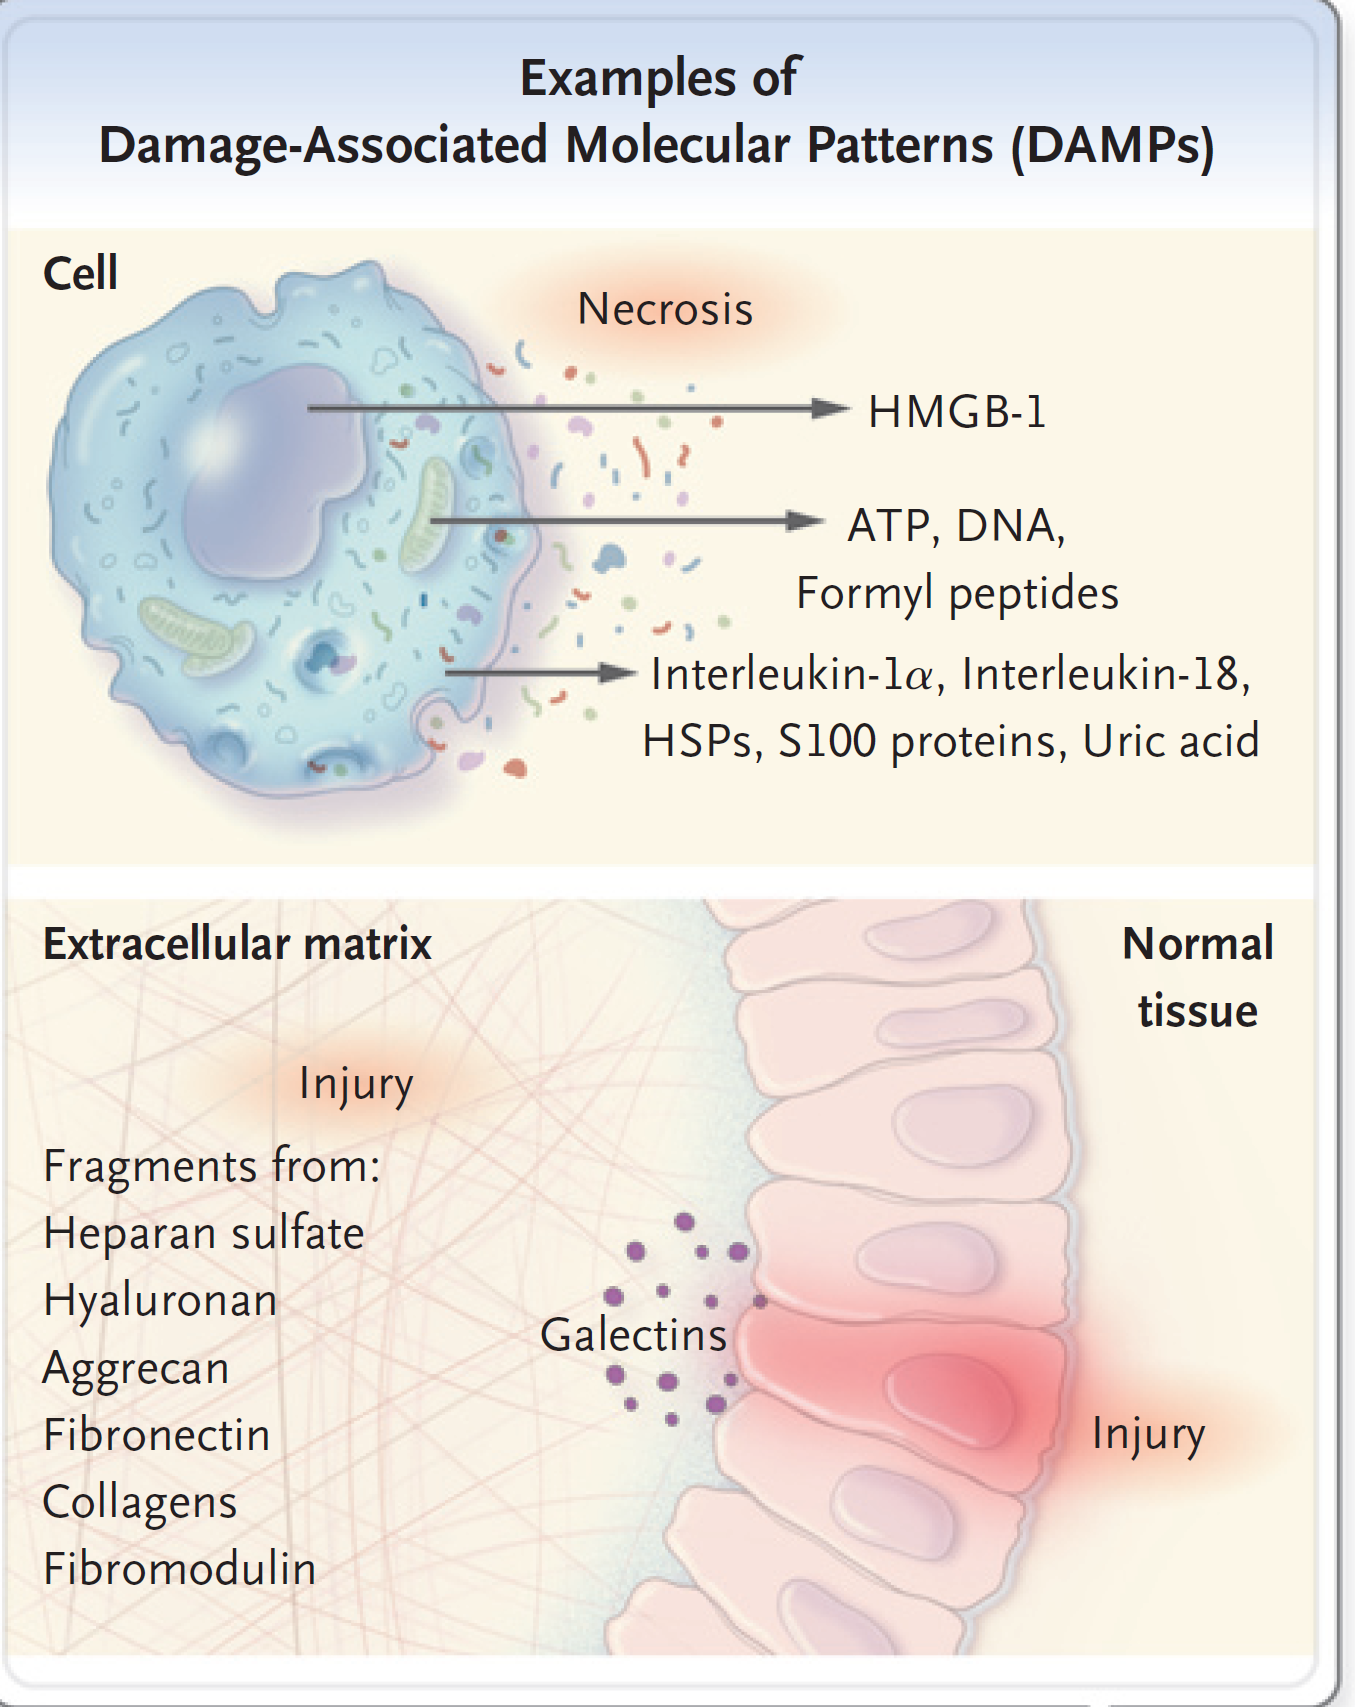 Examples of
Damage-Associated Molecular Patterns (DAMPs)
Cell
Necrosis
HMGB-1
ATP, DNA,
Formyl peptides
Interleukin-1α, Interleukin-18,
HSPs, S100 proteins, Uric acid
Extracellular matrix
Normal
tissue
Injury
Fragments from:
Heparan sulfate
Hyaluronan
Aggrecan
Fibronectin
Collagens
Fibromodulin
Galectins
Injury